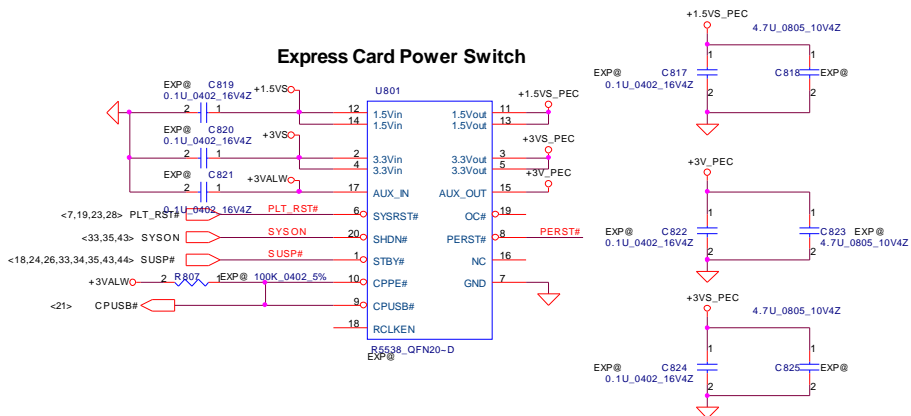 +1.5VS_PEC
4.7U_0805_10V4Z
Express Card Power Switch
EXP@ C819
0.1U_0402_16V4Z
+1.5VS
U801
+1.5VS_PEC
EXP@ C817
0.1U_0402_16V4Z
C818 EXP@
1 1
2 2
2 1
12 1.5Vin 1.5Vout 11
14 1.5Vin 1.5Vout 13
EXP@ C820
0.1U_0402_16V4Z
+3VS
+3VS_PEC
2 1
2 3.3Vin 3.3Vout 3
4 3.3Vin 3.3Vout 5
EXP@ C821
0.1U_0402_16V4Z
+3VALW
+3V_PEC
2 1
17 AUX_IN AUX_OUT 15
+3V_PEC
<7,19,23,28> PLT_RST# PLT_RST# 6 SYSRST# OC# 19
<33,35,43> SYSON SYSON 20 SHDN# PERST# 8 PERST#
<18,24,26,33,34,35,43,44> SUSP# SUSP# 1 STBY# NC 16
+3VALW 2 R807 1 EXP@ 100K_0402_5% 10 CPPE# GND 7
<21> CPUSB# 9 CPUSB#
18 RCLKEN
R5538_QFN20~D
EXP@
1 1
EXP@ C822
0.1U_0402_16V4Z
C823 EXP@
4.7U_0805_10V4Z
2 2
+3VS_PEC
4.7U_0805_10V4Z
1 1
EXP@ C824
0.1U_0402_16V4Z
C825 EXP@
2 2